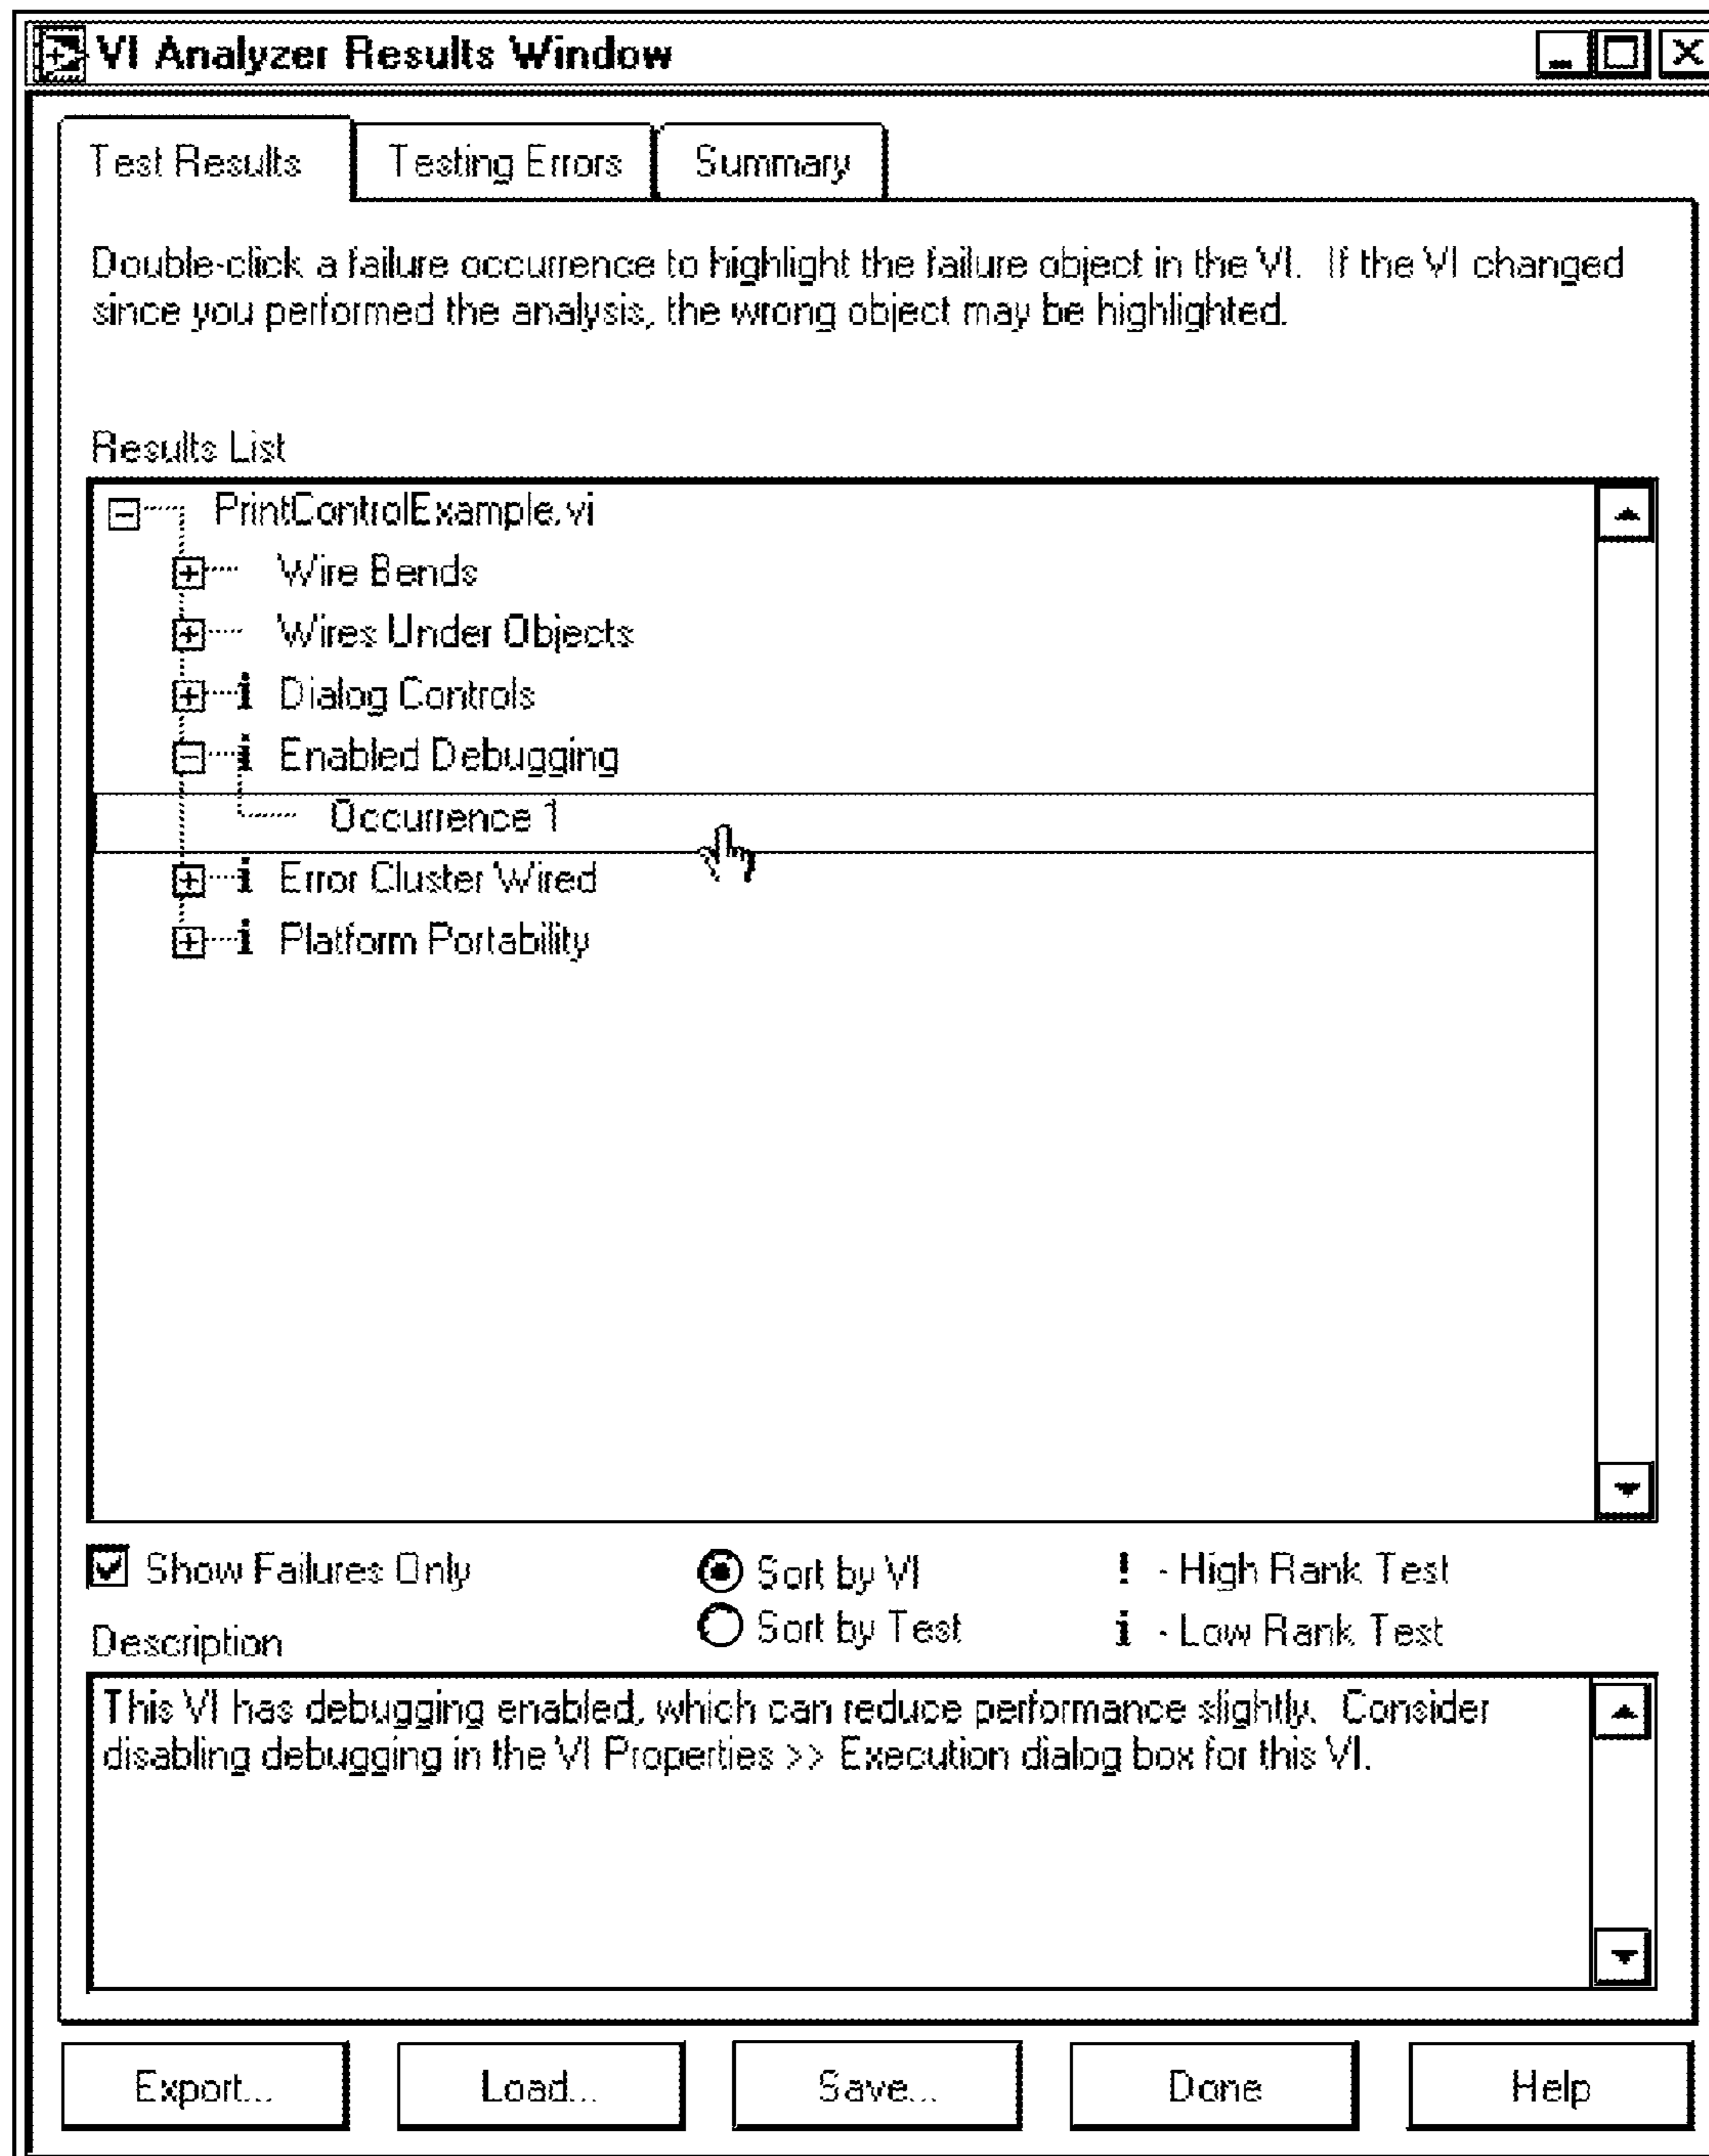 VI Analyzer Results Window
Test Results
Testing Errors
Summary
Double-click a failure occurrence to highlight the failure object in the VI. If the VI changed
since you performed the analysis, the wrong object may be highlighted.
Results List
PrintControlExample.vi
Wire Bends
Wires Under Objects
i Dialog Controls
i Enabled Debugging
Occurrence 1
i Error Cluster Wired
i Platform Portability
Show Failures Only
Sort by VI
! - High Rank Test
Sort by Test
i - Low Rank Test
Description
This VI has debugging enabled, which can reduce performance slightly. Consider
disabling debugging in the VI Properties >> Execution dialog box for this VI.
Export...
Load...
Save...
Done
Help